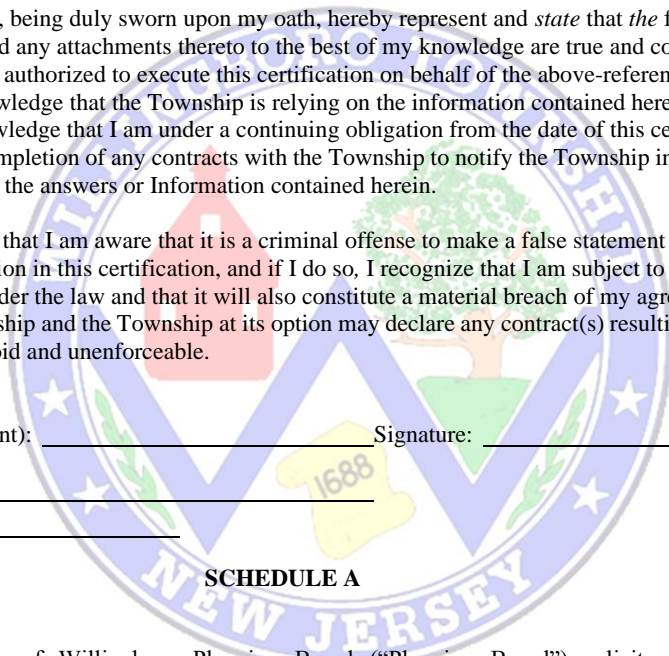 , being duly sworn upon my oath, hereby represent and state that the f
d any attachments thereto to the best of my knowledge are true and co
authorized to execute this certification on behalf of the above-referen
wledge that the Township is relying on the information contained here
wledge that I am under a continuing obligation from the date of this ce
mpletion of any contracts with the Township to notify the Township in
the answers or Information contained herein.
that I am aware that it is a criminal offense to make a false statement
ion in this certification, and if I do so, I recognize that I am subject to
der the law and that it will also constitute a material breach of my agre
ship and the Township at its option may declare any contract(s) resulti
oid and unenforceable.
nt): Signature:
SCHEDULE A
WILLINGBORO TOWNSHIP
1688
NEW JERSEY